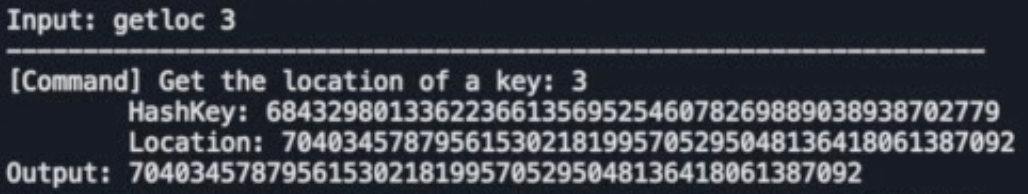 Input: getloc 3
[Command] Get the location of a key: 3
HashKey: 684329801336223661356952546078269889038938702779
Location: 704034578795615302181995705295048136418061387092
Output: 704034578795615302181995705295048136418061387092